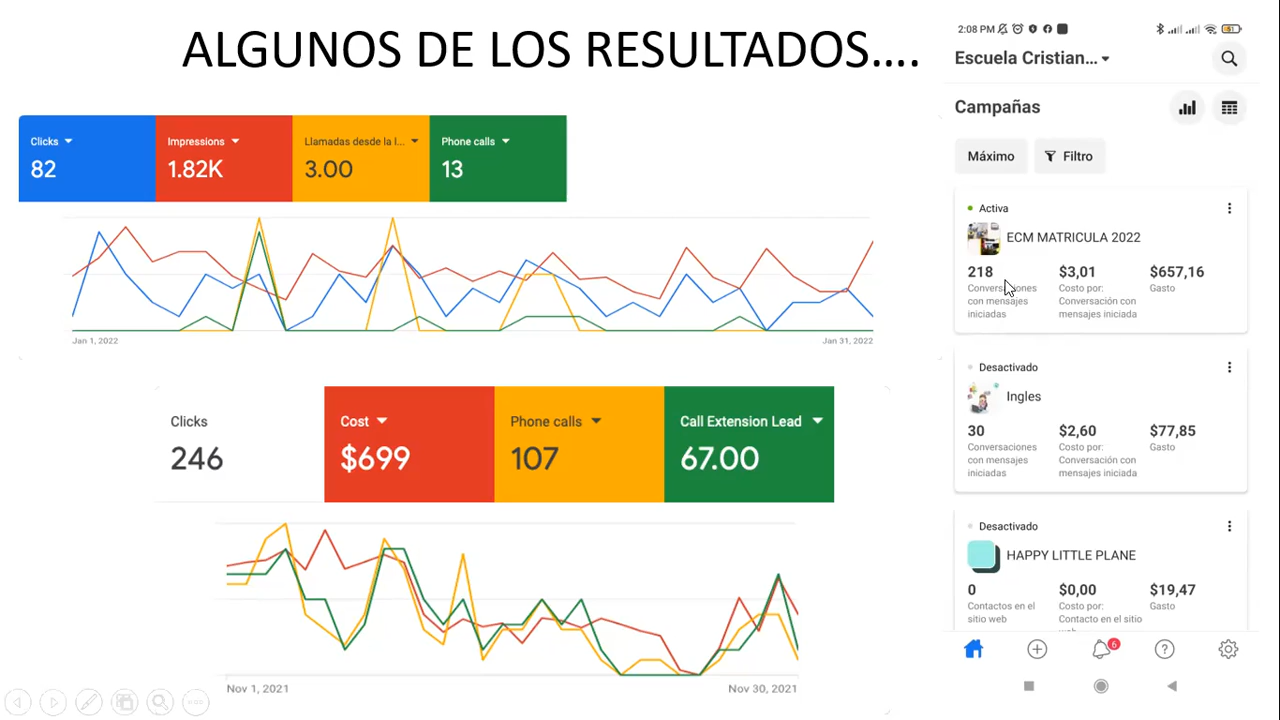 ALGUNOS DE LOS RESULTADOS....
Clicks
82
Impressions
1.82K
Llamadas desde la l...
3.00
Phone calls
13
Jan 1, 2022
Jan 31, 2022
Clicks
246
Cost
$699
Phone calls
107
Call Extension Lead
67.00
Nov 1, 2021
Nov 30, 2021
2:08 PM
Escuela Cristian...
Campañas
Máximo
Filtro
Activa
ECM MATRICULA 2022
218
Conversaciones
con mensajes
iniciadas
$3,01
Costo por:
Conversación con
mensajes iniciada
$657,16
Gasto
Desactivado
Ingles
30
Conversaciones
con mensajes
iniciadas
$2,60
Costo por:
Conversación con
mensajes iniciada
$77,85
Gasto
Desactivado
HAPPY LITTLE PLANE
0
Contactos en el
sitio web
$0,00
Costo por:
Contacto en el sitio
$19,47
Gasto
6